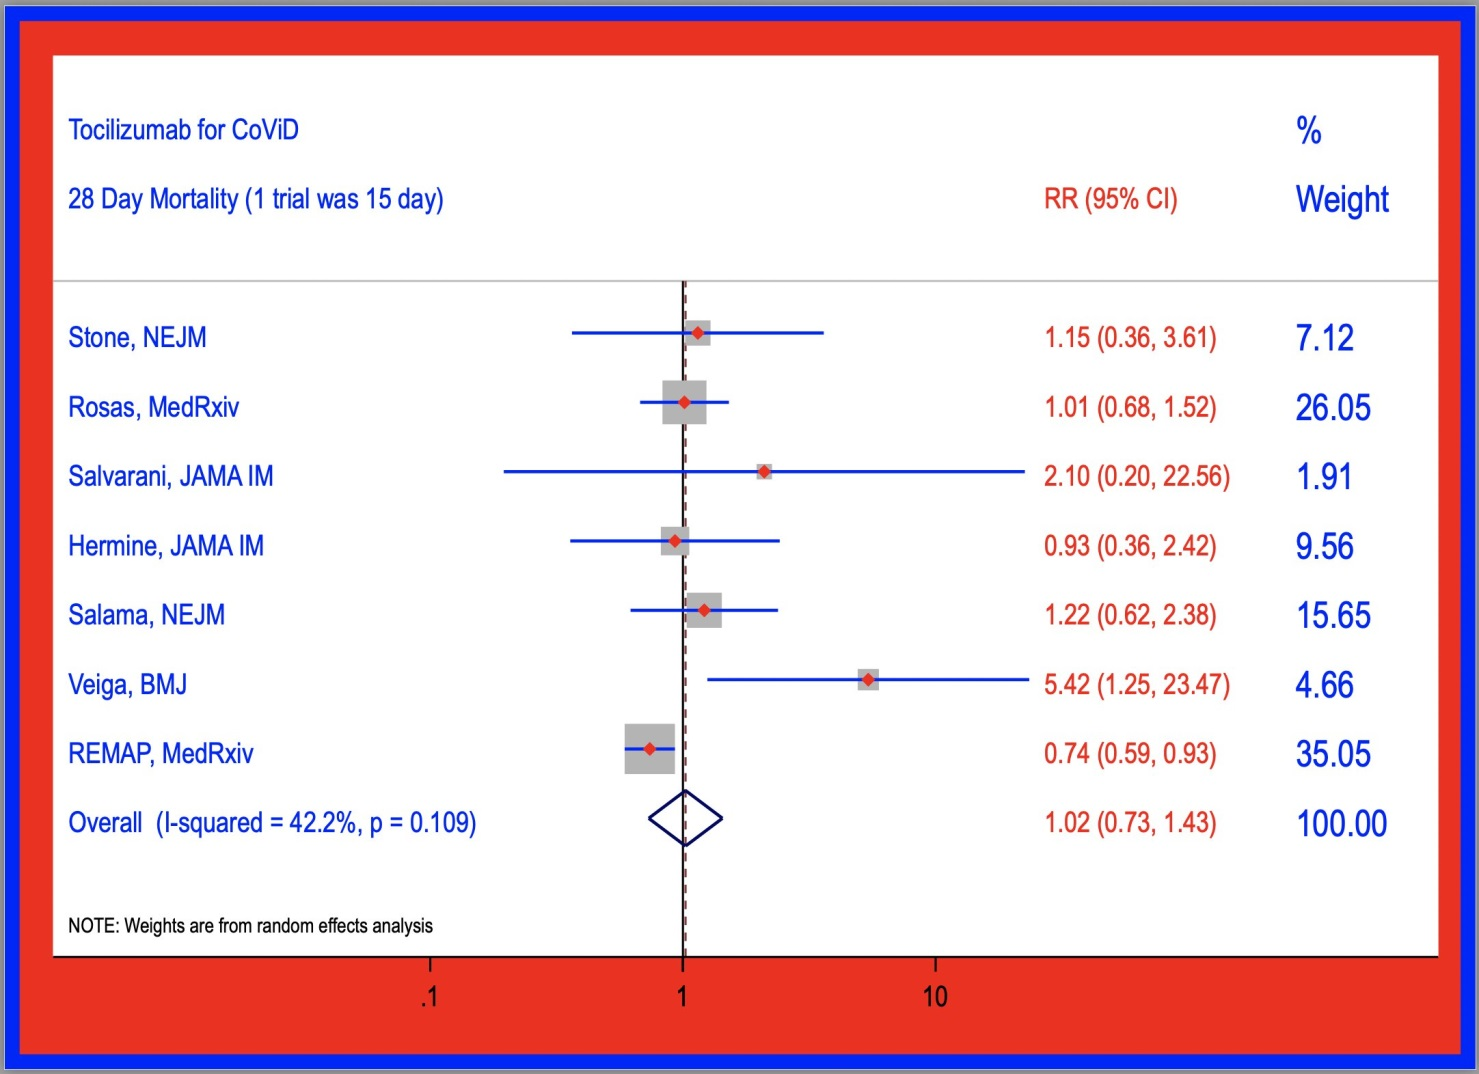 Tocilizumab for CoViD %
28 Day Mortality (1 trial was 15 day) RR (95% CI) Weight
Stone, NEJM 1.15 (0.36, 3.61) 7.12
Rosas, MedRxiv 1.01 (0.68, 1.52) 26.05
Salvarani, JAMA IM 2.10 (0.20, 22.56) 1.91
Hermine, JAMA IM 0.93 (0.36, 2.42) 9.56
Salama, NEJM 1.22 (0.62, 2.38) 15.65
Veiga, BMJ 5.42 (1.25, 23.47) 4.66
REMAP, MedRxiv 0.74 (0.59, 0.93) 35.05
Overall (I-squared = 42.2%, p = 0.109) 1.02 (0.73, 1.43) 100.00
NOTE: Weights are from random effects analysis
.1 1 10